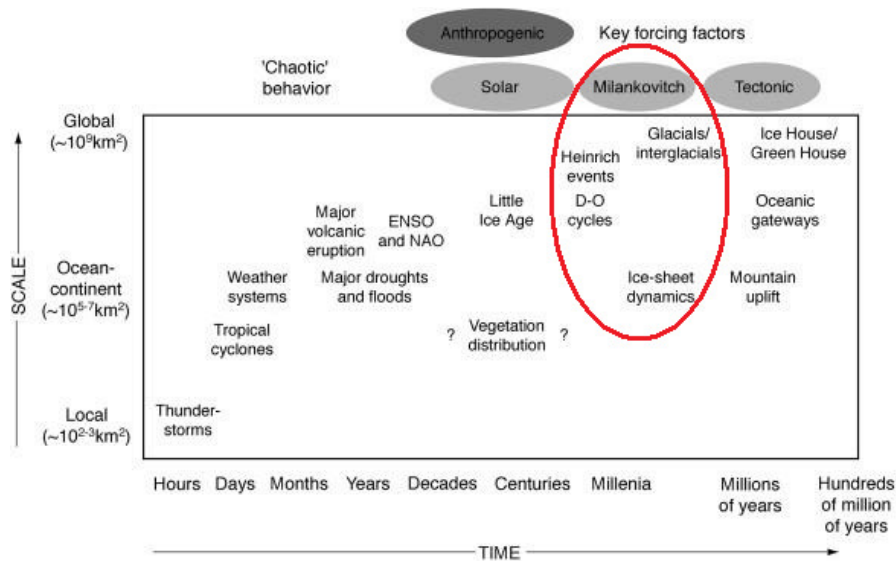 Anthropogenic
Key forcing factors
'Chaotic'
behavior
Solar
Milankovitch
Tectonic
SCALE
Global
(~10⁹km²)
Ocean-
continent
(~10⁵⁻⁷km²)
Local
(~10²⁻³km²)
Glacials/
interglacials
Ice House/
Green House
Heinrich
events
D-O
cycles
Little
Ice Age
Oceanic
gateways
Major
volcanic
eruption
ENSO
and NAO
Weather
systems
Major droughts
and floods
Ice-sheet
dynamics
Mountain
uplift
Tropical
cyclones
? Vegetation ?
distribution
Thunder-
storms
Hours
Days
Months
Years
Decades
Centuries
Millenia
Millions
of years
Hundreds
of million
of years
TIME